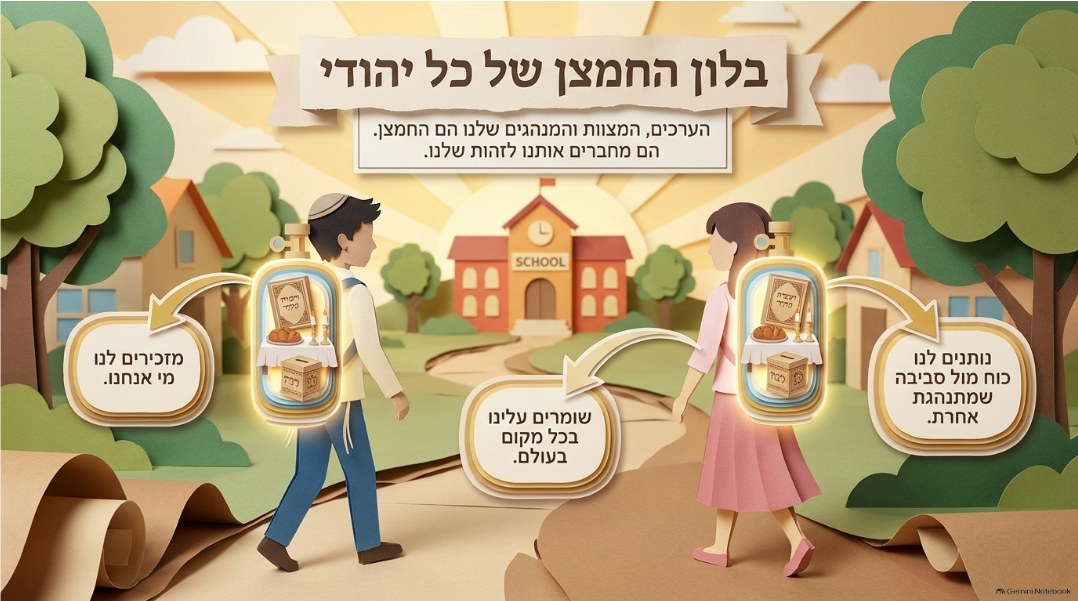 בלון החמצן של כל יהודי
הערכים, המצוות והמנהגים שלנו הם החמצן.
הם מחברים אותנו לזהות שלנו.
SCHOOL
מזכירים לנו
מי אנחנו.
שומרים עלינו
בכל מקום
בעולם.
נותנים לנו
כוח מול סביבה
שמתנהגת
אחרת.
Gemini Notebook